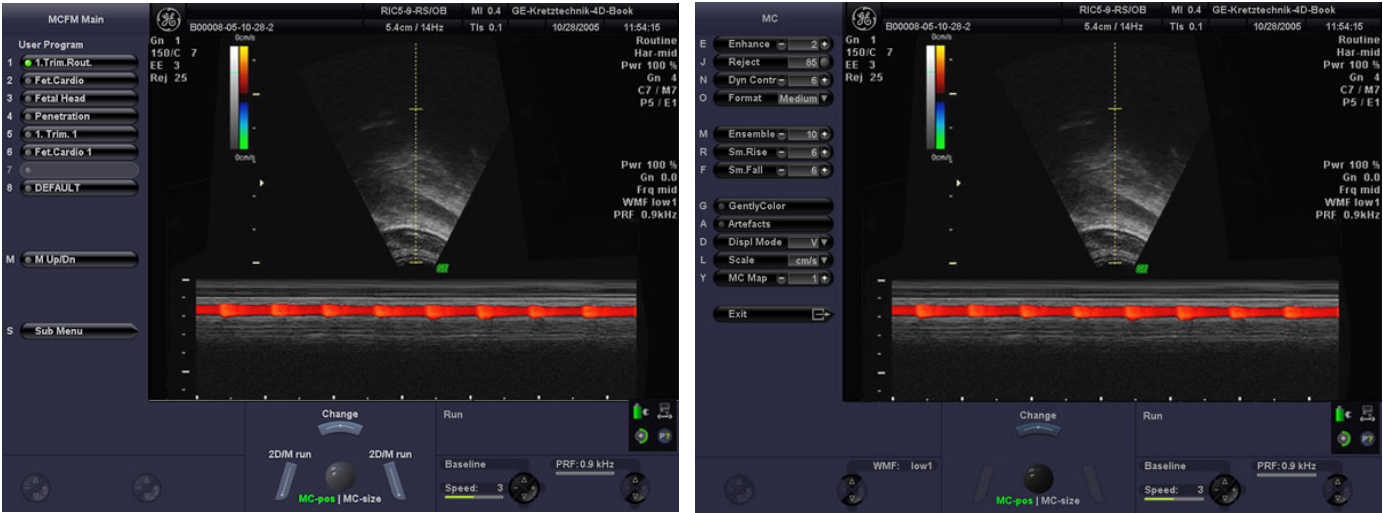 MCFM Main
RIC5-9-RS/OB MI 0.4 GE-Kretztechnik-4D-Book
B00008-05-10-28-2 5.4cm / 14Hz TIs 0.1 10/28/2005 11:54:15
User Program
1 1.Trim.Rout.
2 Fet.Cardio
3 Fetal Head
4 Penetration
5 1. Trim. 1
6 Fet.Cardio 1
7
8 DEFAULT
M M Up/Dn
S Sub Menu
Gn 1
150/C 7
EE 3
Rej 25
0cm/s
0cm/s
Routine
Har-mid
Pwr 100 %
Gn 4
C7 / M7
P5 / E1
Pwr 100 %
Gn 0.0
Frq mid
WMF low1
PRF 0.9kHz
Change
2D/M run 2D/M run
MC-pos | MC-size
Run
Baseline PRF: 0.9 kHz
Speed: 3
P?
MC
RIC5-9-RS/OB MI 0.4 GE-Kretztechnik-4D-Book
B00008-05-10-28-2 5.4cm / 14Hz TIs 0.1 10/28/2005 11:54:15
E Enhance - 2 +
J Reject 85
N Dyn Contr - 6 +
O Format Medium
M Ensemble - 10 +
R Sm.Rise - 6 +
F Sm.Fall - 6 +
G GentlyColor
A Artefacts
D Displ Mode V
L Scale cm/s
Y MC Map - 1 +
Exit
Gn 1
150/C 7
EE 3
Rej 25
0cm/s
0cm/s
Routine
Har-mid
Pwr 100 %
Gn 4
C7 / M7
P5 / E1
Pwr 100 %
Gn 0.0
Frq mid
WMF low1
PRF 0.9kHz
WMF: low1
Change
MC-pos | MC-size
Run
Baseline PRF: 0.9 kHz
Speed: 3
P?